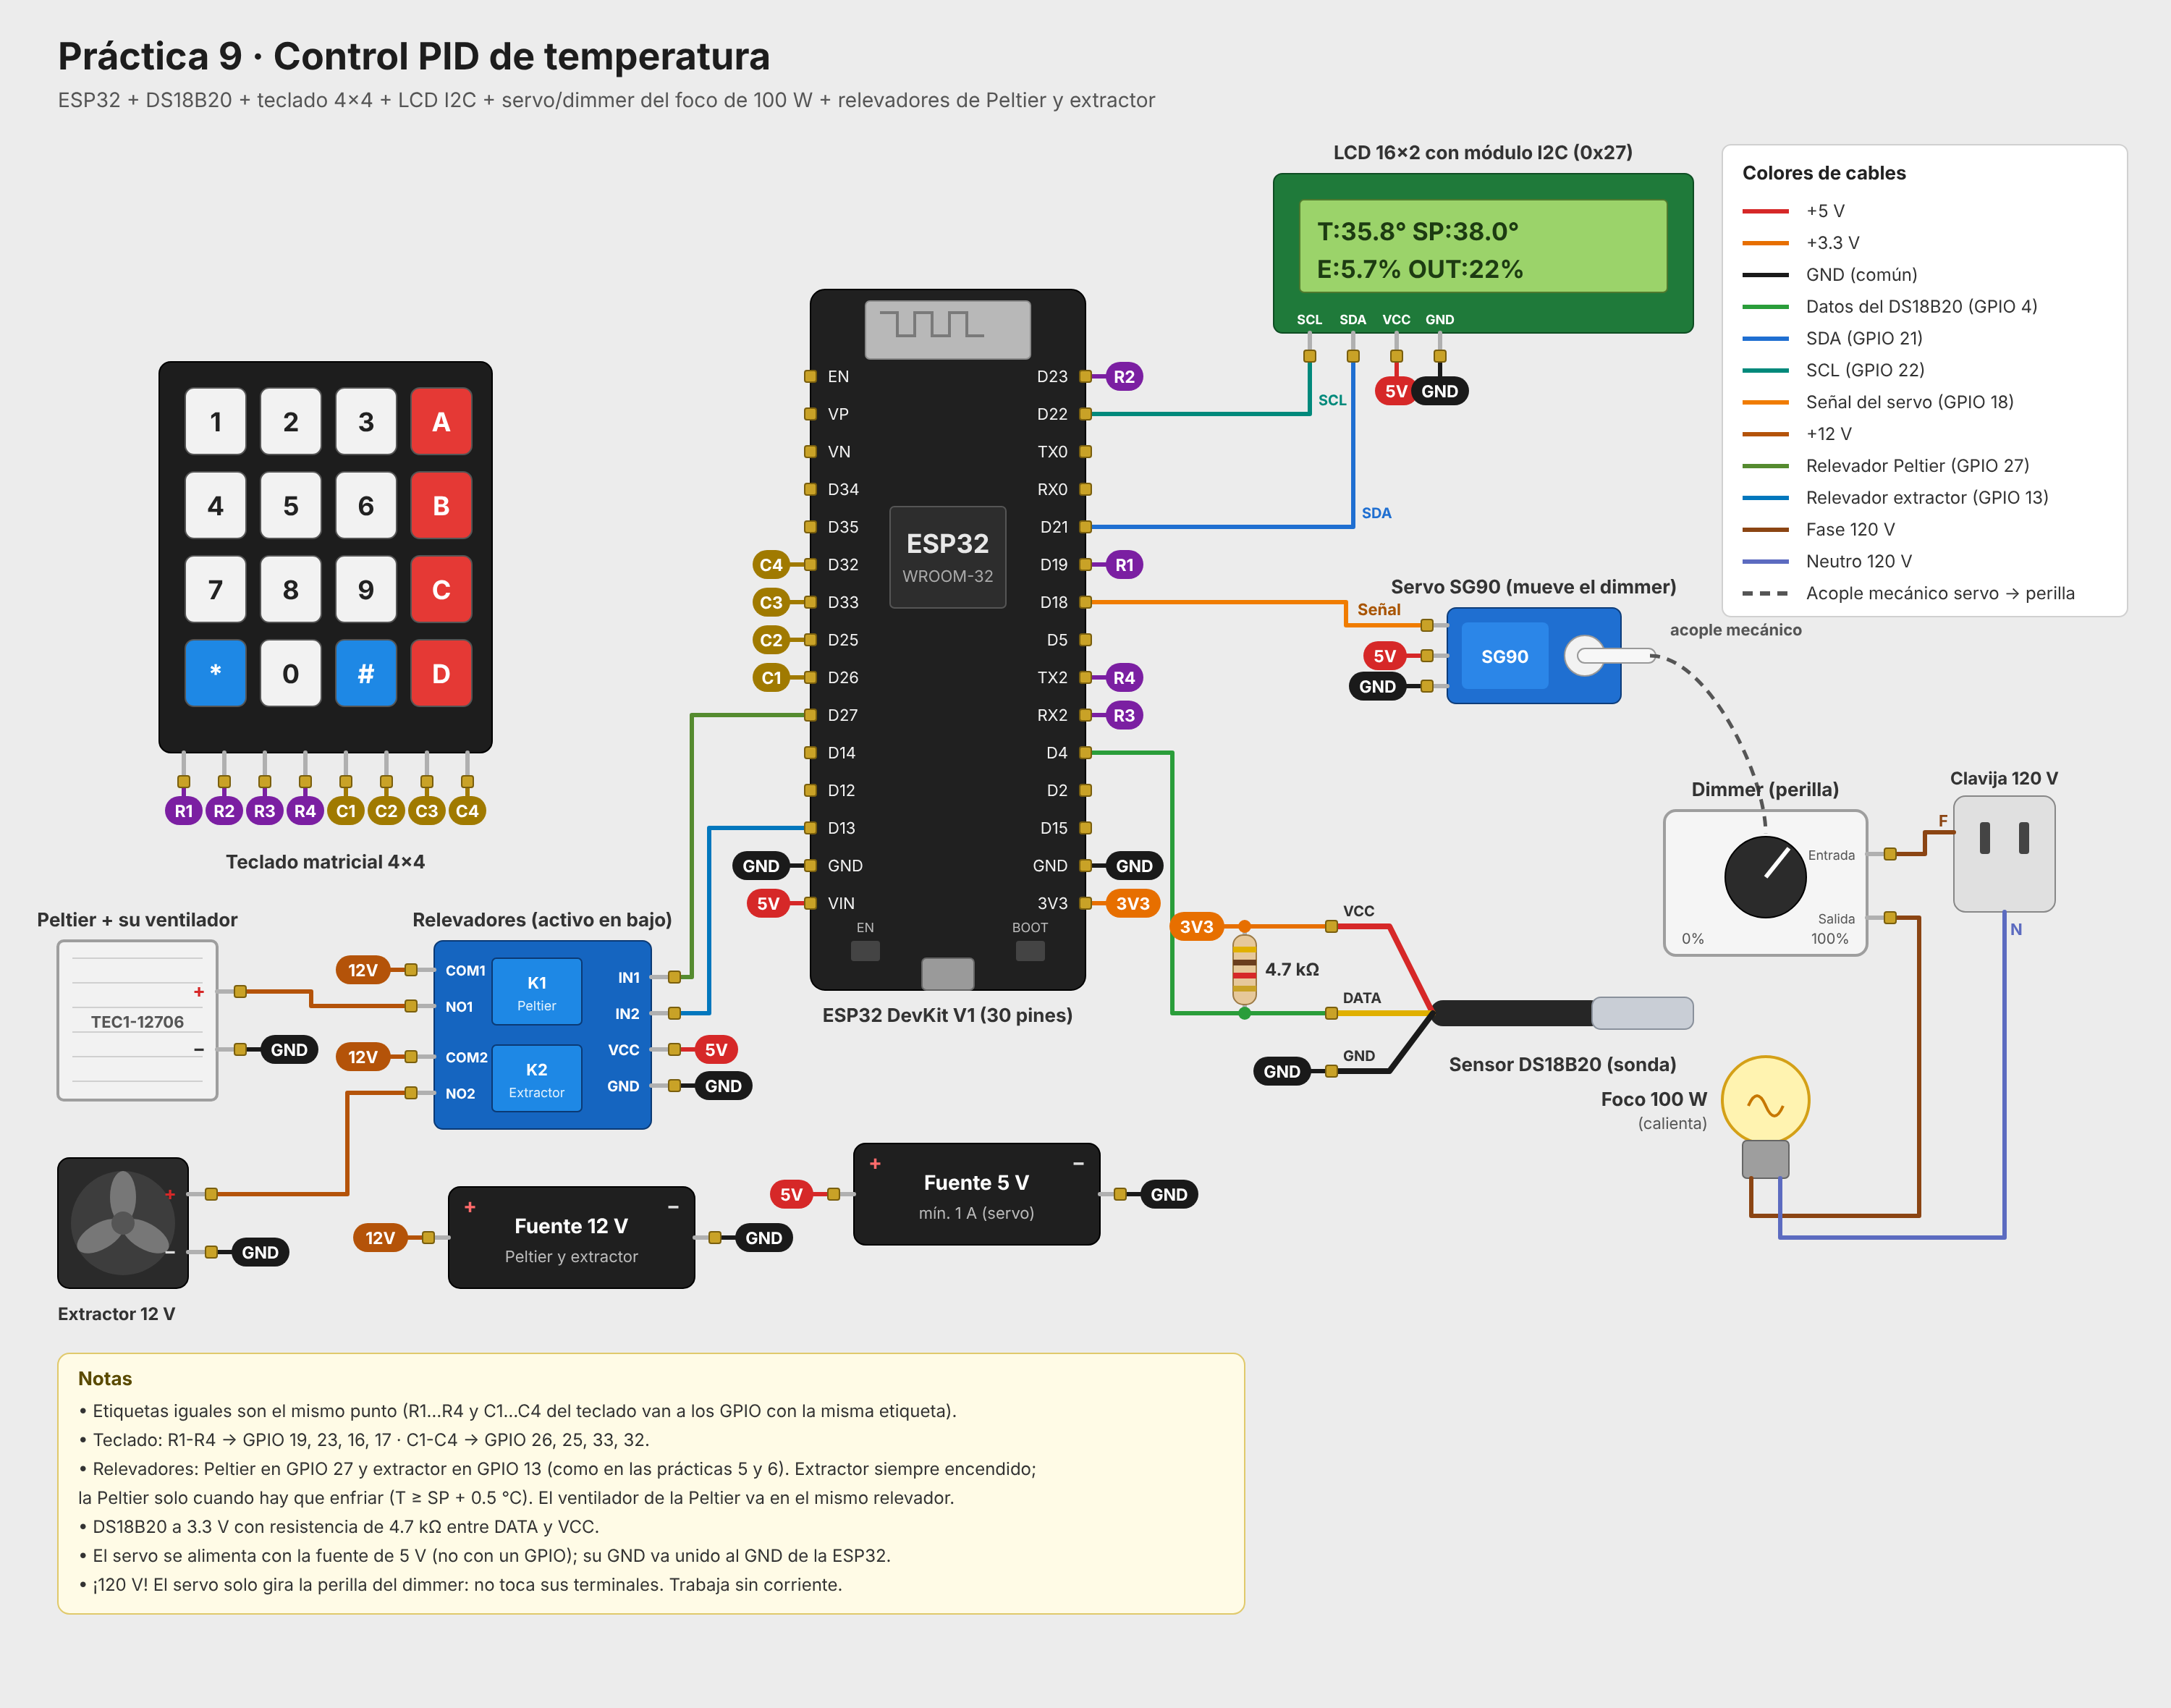 Práctica 9 · Control PID de temperatura
ESP32 + DS18B20 + teclado 4×4 + LCD I2C + servo/dimmer del foco de 100 W + relevadores de Peltier y extractor
LCD 16×2 con módulo I2C (0x27)
T:35.8° SP:38.0°
E:5.7% OUT:22%
SCL SDA VCC GND
5V GND
SCL
SDA
Colores de cables
+5 V
+3.3 V
GND (común)
Datos del DS18B20 (GPIO 4)
SDA (GPIO 21)
SCL (GPIO 22)
Señal del servo (GPIO 18)
+12 V
Relevador Peltier (GPIO 27)
Relevador extractor (GPIO 13)
Fase 120 V
Neutro 120 V
Acople mecánico servo → perilla
1 2 3 A
4 5 6 B
7 8 9 C
* 0 # D
R1 R2 R3 R4 C1 C2 C3 C4
Teclado matricial 4×4
EN D23 R2
VP D22
VN TX0
D34 RX0
D35 D21
C4 D32 D19 R1
C3 D33 D18
C2 D25 D5
C1 D26 TX2 R4
D27 RX2 R3
D14 D4
D12 D2
D13 D15
GND GND GND GND
5V VIN 3V3 3V3
EN BOOT
ESP32
WROOM-32
ESP32 DevKit V1 (30 pines)
Servo SG90 (mueve el dimmer)
Señal
5V
GND
SG90
acople mecánico
Dimmer (perilla)
Entrada
Salida
0% 100%
Clavija 120 V
F
N
Peltier + su ventilador
+
TEC1-12706
−
GND
Relevadores (activo en bajo)
12V COM1
NO1
12V COM2
NO2
K1
Peltier
K2
Extractor
IN1
IN2
VCC 5V
GND GND
3V3 VCC
4.7 kΩ
DATA
GND GND
Sensor DS18B20 (sonda)
Foco 100 W
(calienta)
+
− GND
Extractor 12 V
+ −
12V Fuente 12 V GND
Peltier y extractor
+ −
5V Fuente 5 V GND
mín. 1 A (servo)
Notas
• Etiquetas iguales son el mismo punto (R1...R4 y C1...C4 del teclado van a los GPIO con la misma etiqueta).
• Teclado: R1-R4 → GPIO 19, 23, 16, 17 · C1-C4 → GPIO 26, 25, 33, 32.
• Relevadores: Peltier en GPIO 27 y extractor en GPIO 13 (como en las prácticas 5 y 6). Extractor siempre encendido;
la Peltier solo cuando hay que enfriar (T ≥ SP + 0.5 °C). El ventilador de la Peltier va en el mismo relevador.
• DS18B20 a 3.3 V con resistencia de 4.7 kΩ entre DATA y VCC.
• El servo se alimenta con la fuente de 5 V (no con un GPIO); su GND va unido al GND de la ESP32.
• ¡120 V! El servo solo gira la perilla del dimmer: no toca sus terminales. Trabaja sin corriente.